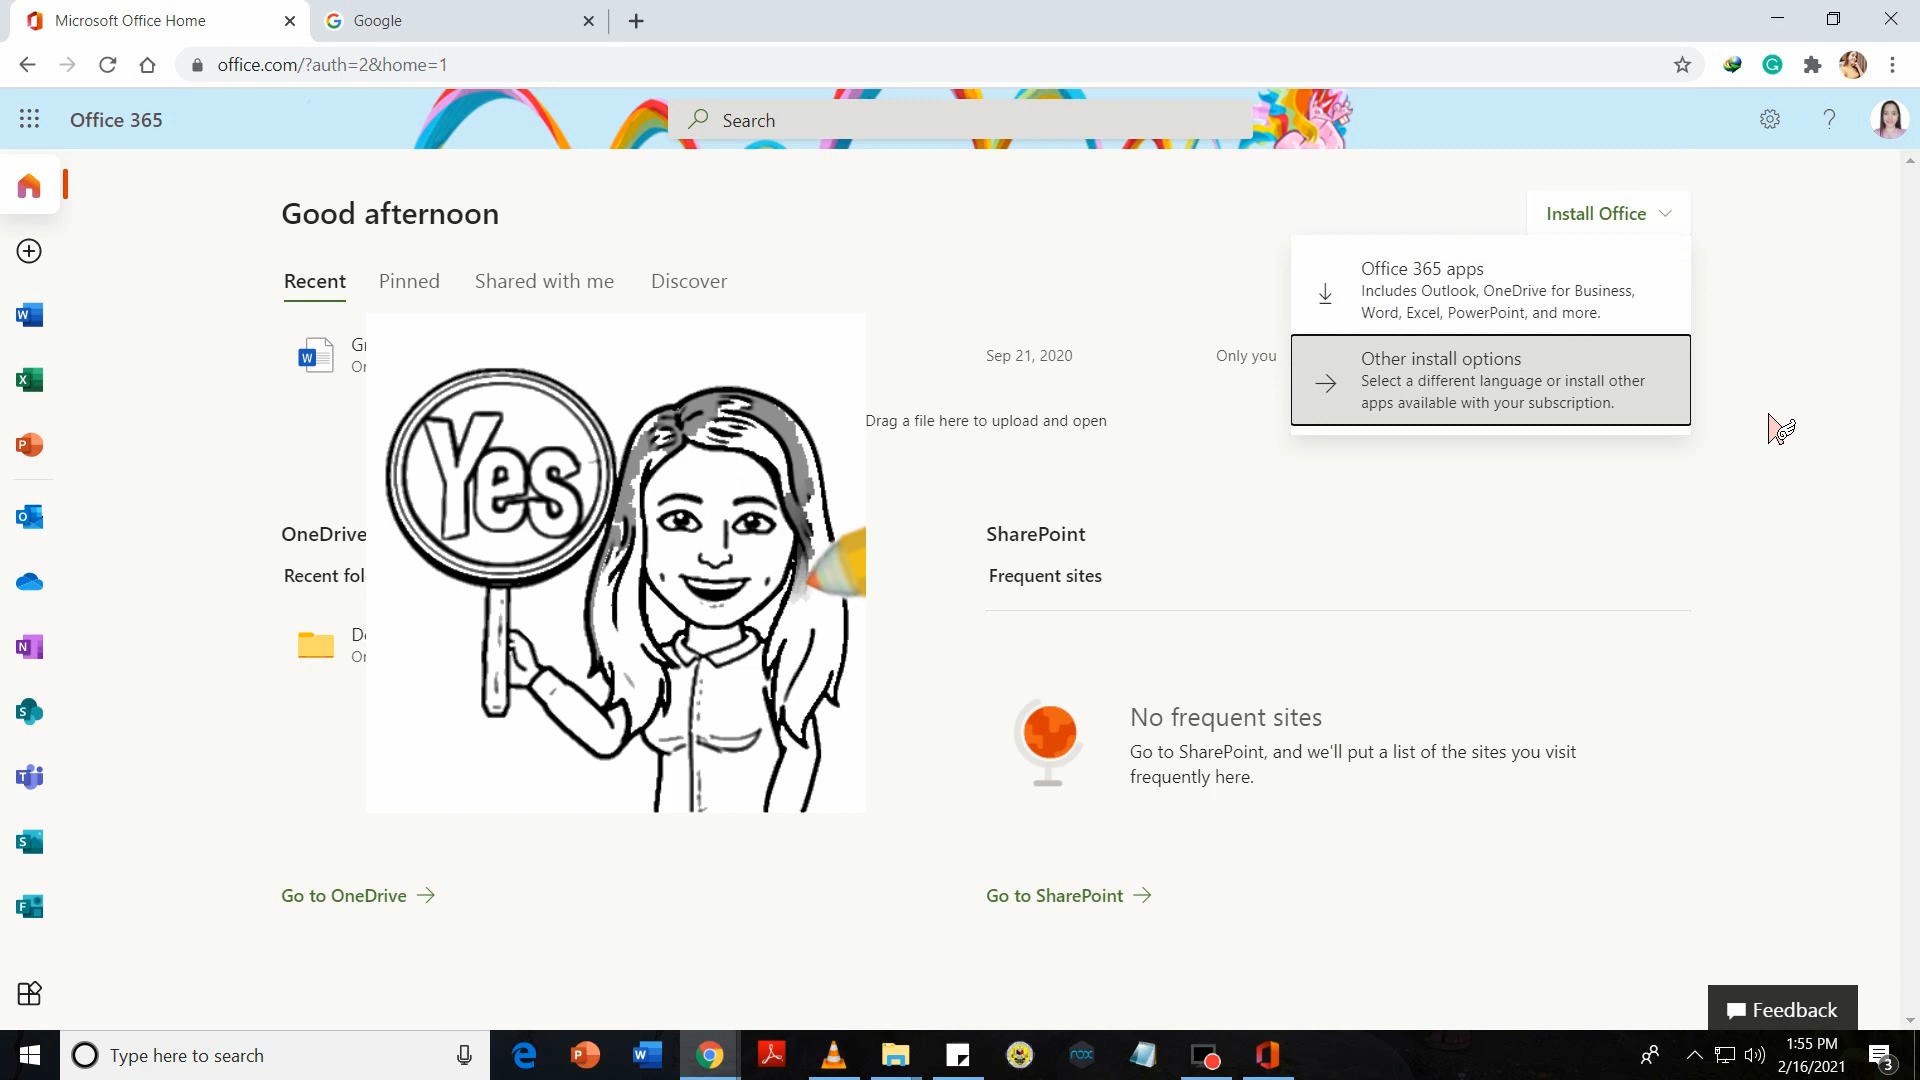 Microsoft Office Home
Google
office.com/?auth=2&home=1
Office 365
Search
Good afternoon
Install Office
Office 365 apps
Includes Outlook, OneDrive for Business,
Word, Excel, PowerPoint, and more.
Other install options
Select a different language or install other
apps available with your subscription.
Recent Pinned Shared with me Discover
Sep 21, 2020 Only you
Drag a file here to upload and open
Yes
OneDrive
Recent fol
SharePoint
Frequent sites
No frequent sites
Go to SharePoint, and we'll put a list of the sites you visit
frequently here.
Go to OneDrive
Go to SharePoint
Feedback
Type here to search
1:55 PM
2/16/2021
3